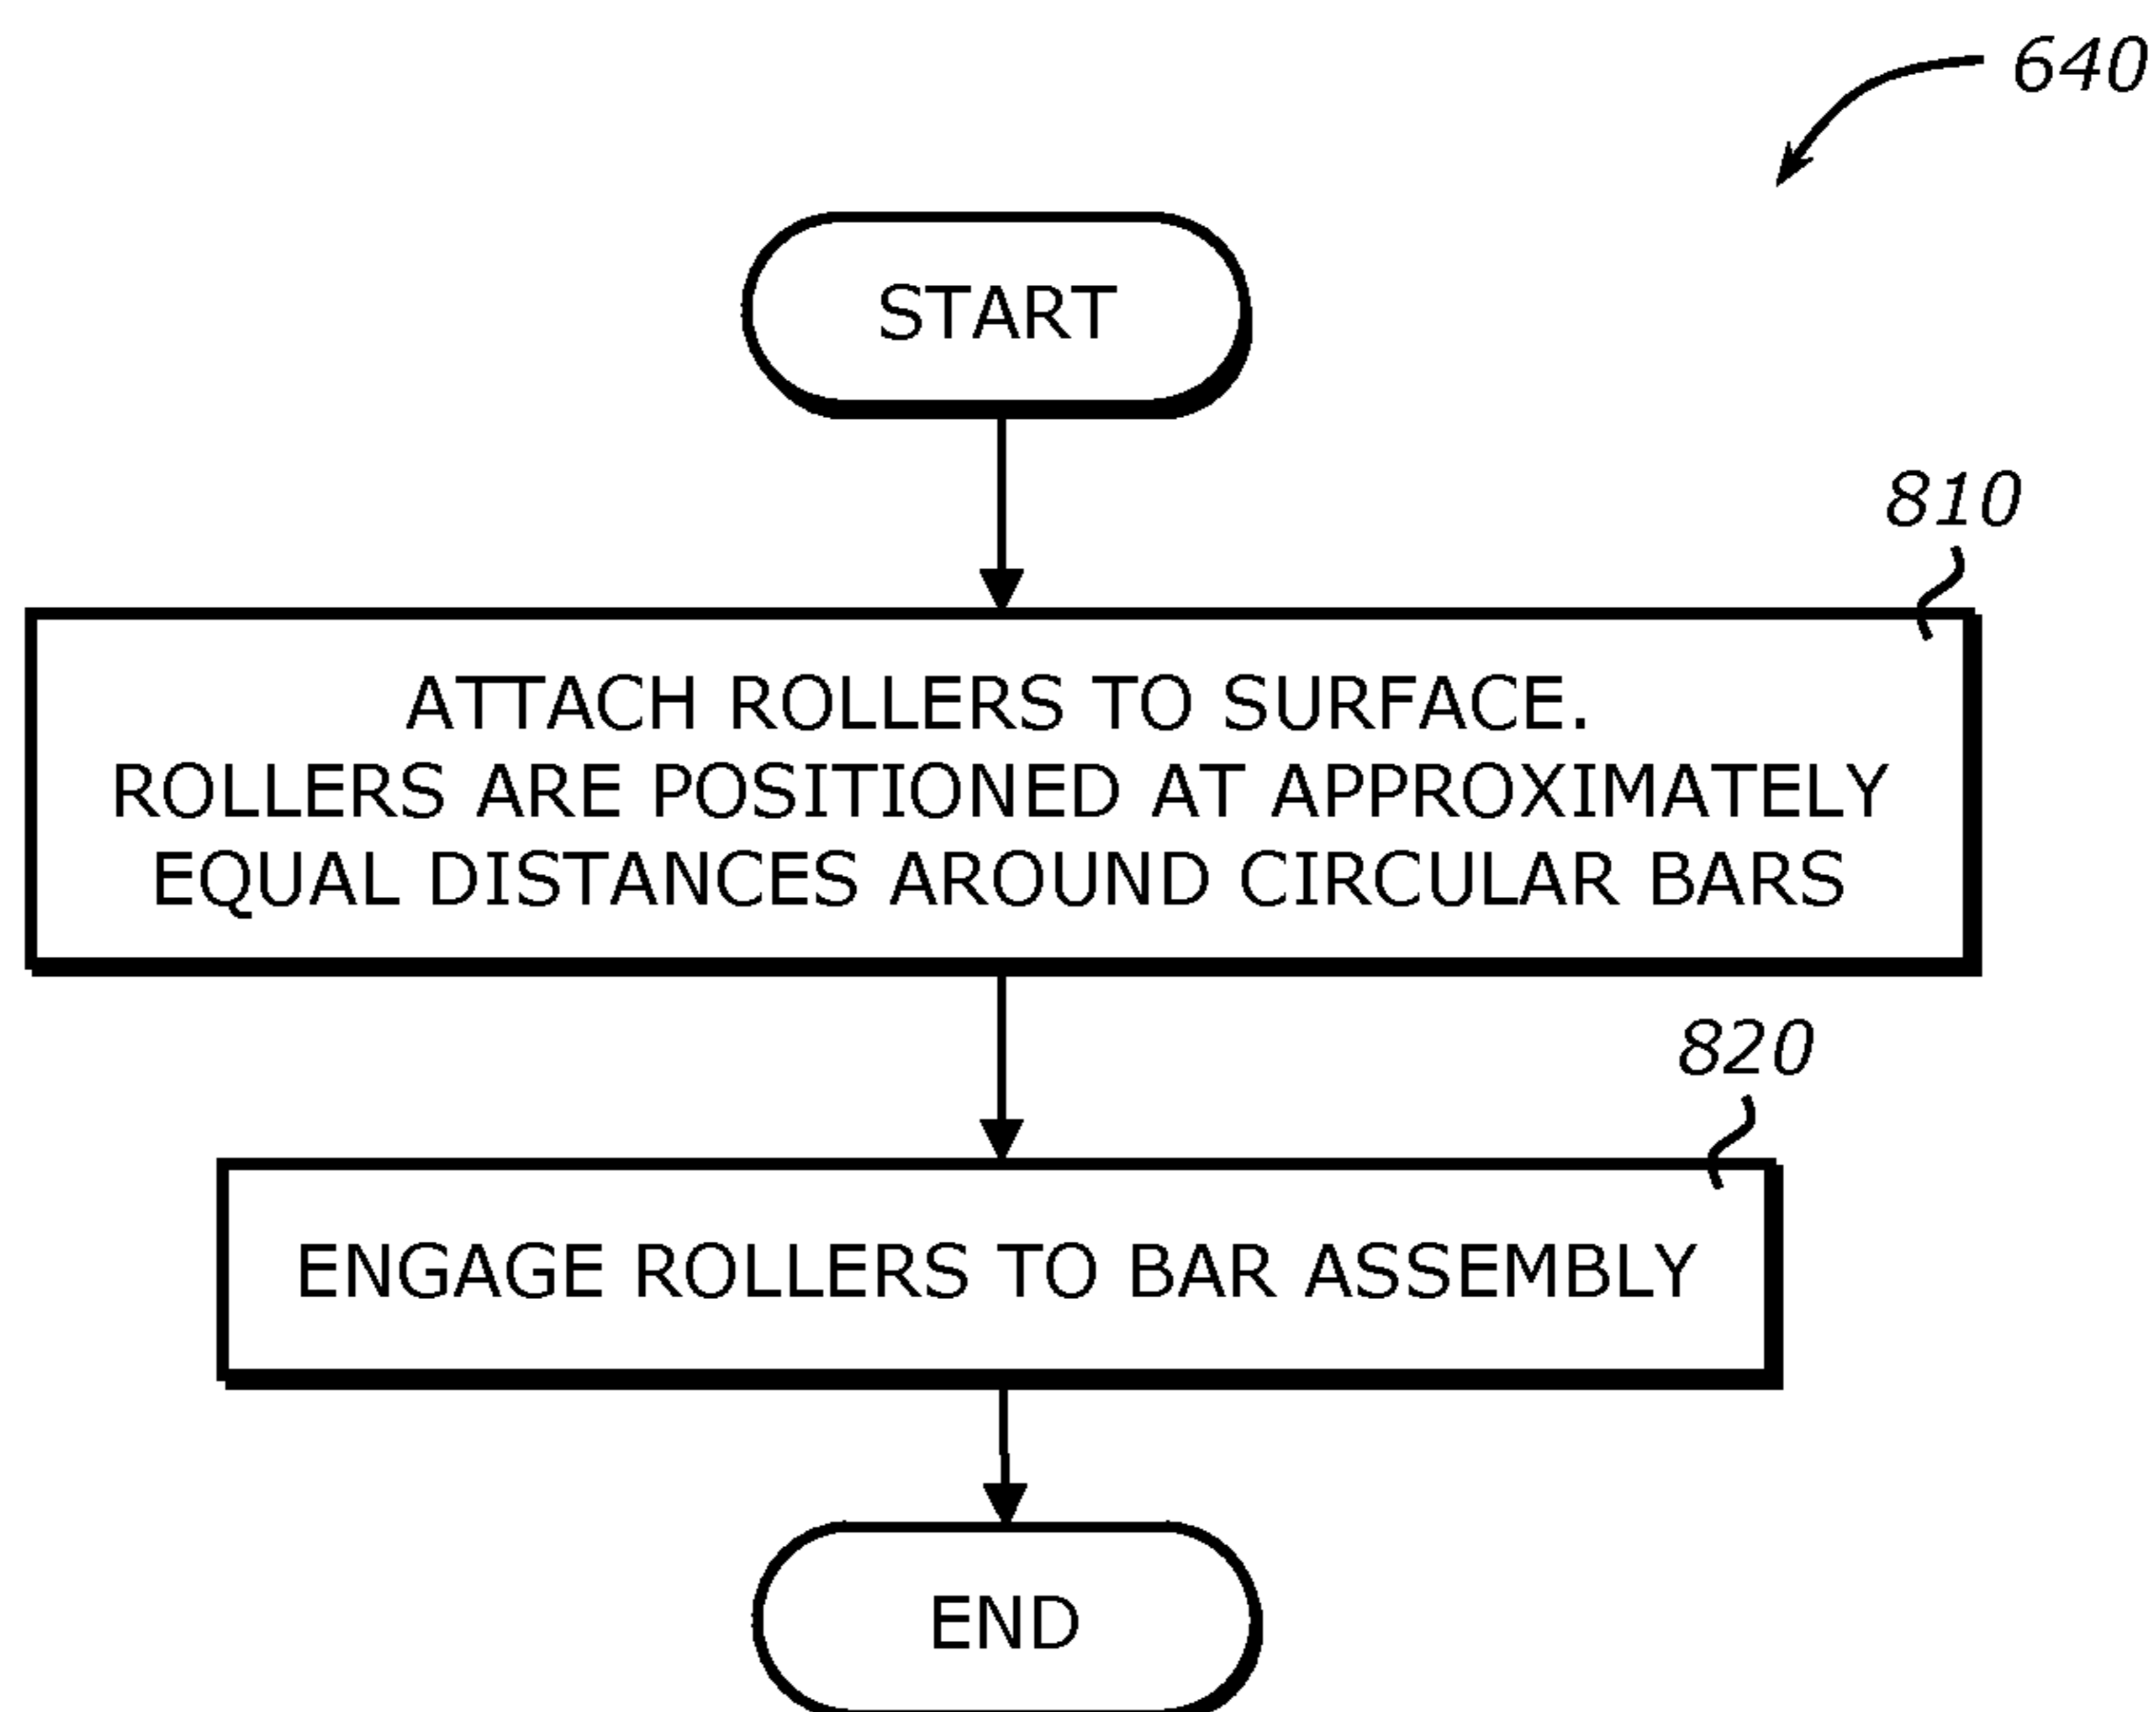 640
START
810
ATTACH ROLLERS TO SURFACE.
ROLLERS ARE POSITIONED AT APPROXIMATELY
EQUAL DISTANCES AROUND CIRCULAR BARS
820
ENGAGE ROLLERS TO BAR ASSEMBLY
END